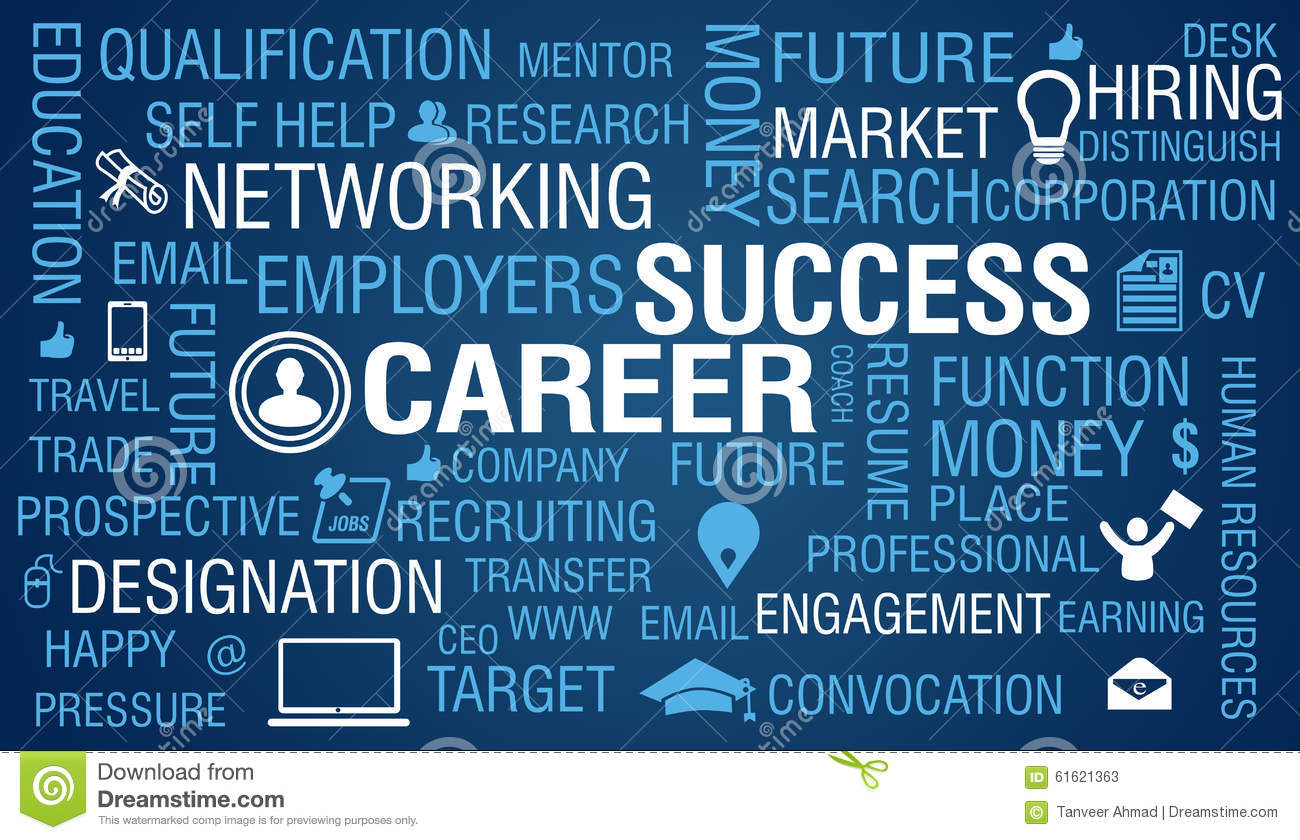 EDUCATION
QUALIFICATION
MENTOR
MONEY
FUTURE
DESK
HIRING
SELF HELP
RESEARCH
MARKET
DISTINGUISH
NETWORKING
SEARCH
CORPORATION
EMAIL
EMPLOYERS
SUCCESS
CV
FUTURE
CAREER
COACH
RESUME
FUNCTION
HUMAN RESOURCES
TRAVEL
MONEY
$
TRADE
COMPANY
FUTURE
PLACE
PROSPECTIVE
JOBS
RECRUITING
PROFESSIONAL
DESIGNATION
TRANSFER
WWW
EMAIL
ENGAGEMENT
EARNING
HAPPY
@
CEO
TARGET
CONVOCATION
e
PRESSURE
dreamstime
Download from
Dreamstime.com
This watermarked comp image is for previewing purposes only.
ID 61621363
© Tanveer Ahmad | Dreamstime.com